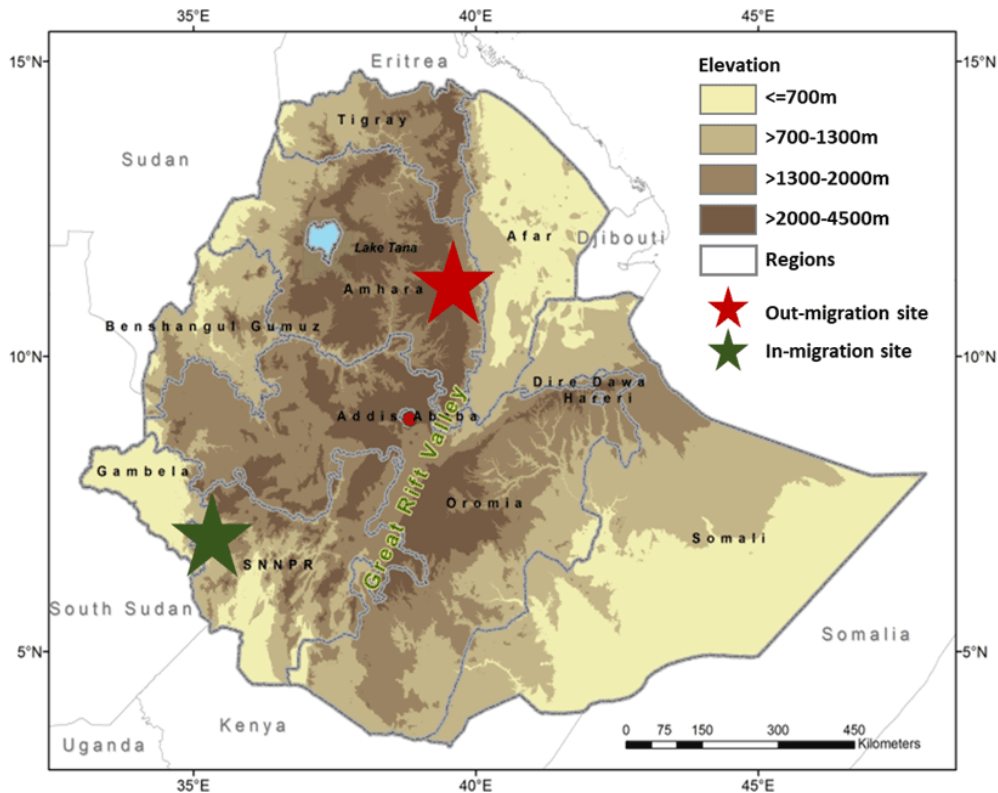 35°E 40°E 45°E
15°N 15°N
10°N 10°N
5°N 5°N
35°E 40°E 45°E
Eritrea
Sudan
Djibouti
South Sudan
Somalia
Kenya
Uganda
Tigray
Afar
Lake Tana
Amhara
Benshangul Gumuz
Dire Dawa
Hareri
Addis Ababa
Great Rift Valley
Gambela
Oromia
Somali
SNNPR
Elevation
<=700m
>700-1300m
>1300-2000m
>2000-4500m
Regions
Out-migration site
In-migration site
0 75 150 300 450
Kilometers